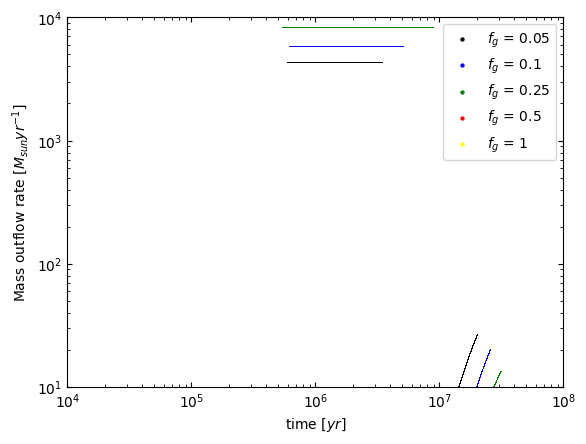 10^4
10^3
10^2
10^1
Mass outflow rate [M_{sun}yr^{-1}]
f_g = 0.05
f_g = 0.1
f_g = 0.25
f_g = 0.5
f_g = 1
10^4 10^5 10^6 10^7 10^8
time [yr]